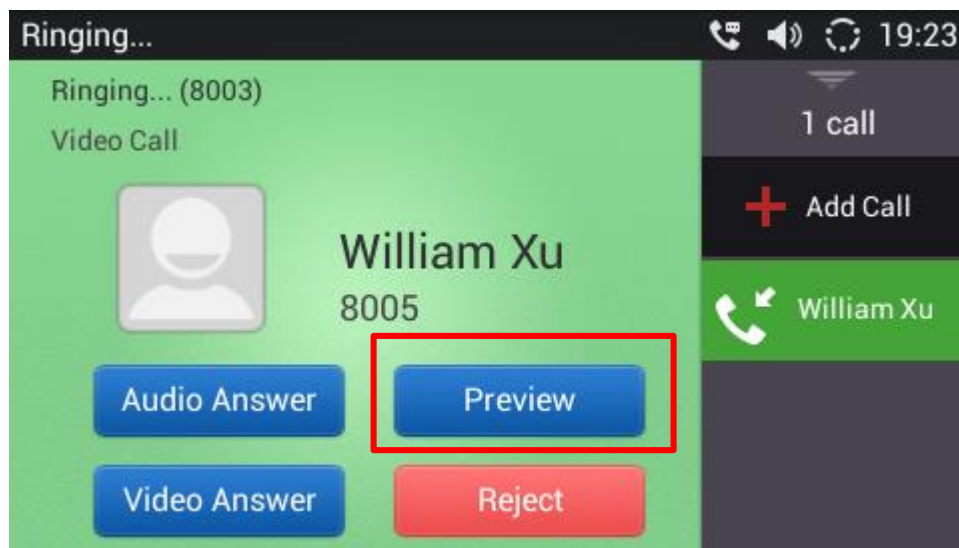 Ringing...
19:23
Ringing... (8003)
Video Call
William Xu
8005
Audio Answer
Preview
Video Answer
Reject
1 call
Add Call
William Xu